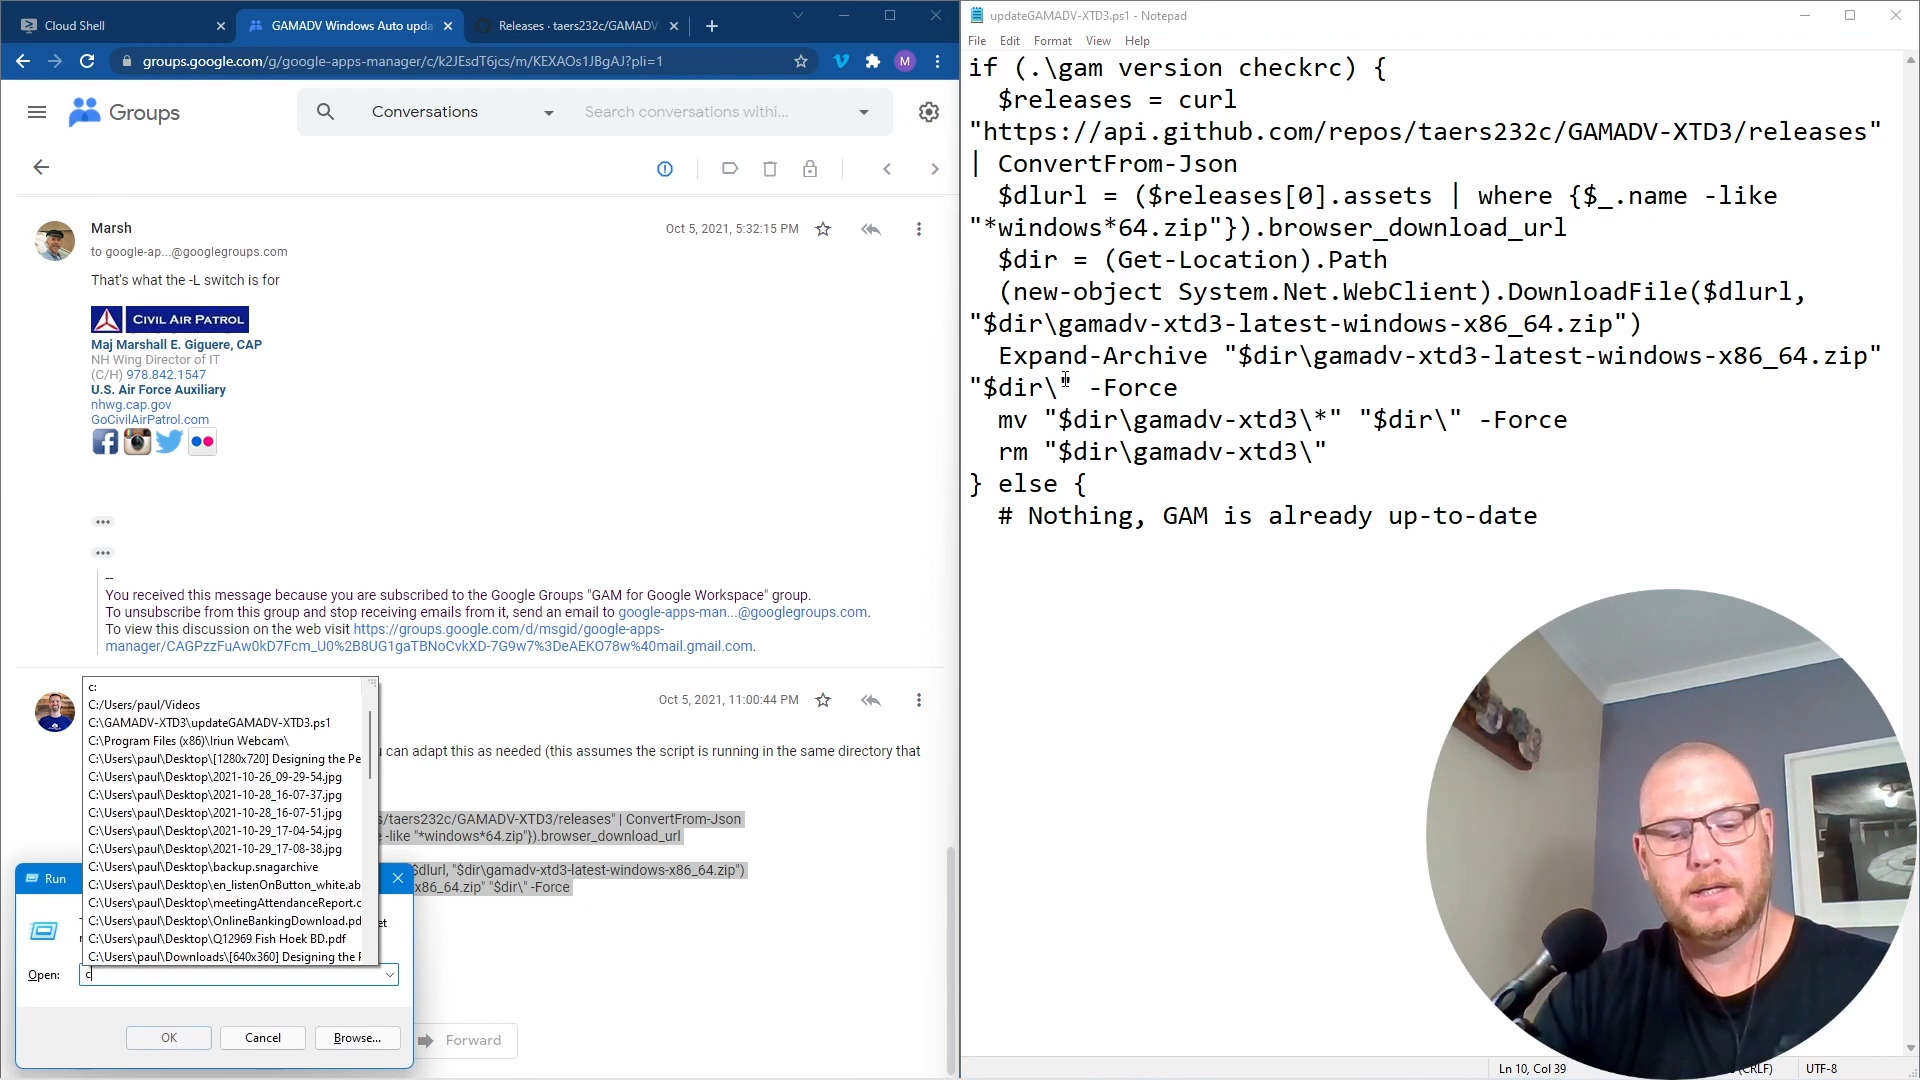 Cloud Shell
GAMADV Windows Auto upda
Releases · taers232c/GAMADV
groups.google.com/g/google-apps-manager/c/k2JEsdT6jcs/m/KEXAOs1JBgAJ?pli=1
M
Groups
Conversations
Search conversations withi...
Marsh
Oct 5, 2021, 5:32:15 PM
to google-ap...@googlegroups.com
That's what the -L switch is for
CIVIL AIR PATROL
Maj Marshall E. Giguere, CAP
NH Wing Director of IT
(C/H) 978.842.1547
U.S. Air Force Auxiliary
nhwg.cap.gov
GoCivilAirPatrol.com
--
You received this message because you are subscribed to the Google Groups "GAM for Google Workspace" group.
To unsubscribe from this group and stop receiving emails from it, send an email to google-apps-man...@googlegroups.com.
To view this discussion on the web visit https://groups.google.com/d/msgid/google-apps-
manager/CAGPzzFuAw0kD7Fcm_U0%2B8UG1gaTBNoCvkXD-7G9w7%3DeAEKO78w%40mail.gmail.com.
Oct 5, 2021, 11:00:44 PM
can adapt this as needed (this assumes the script is running in the same directory that
s/taers232c/GAMADV-XTD3/releases" | ConvertFrom-Json
-like "*windows*64.zip"}).browser_download_url
$dlurl, "$dir\gamadv-xtd3-latest-windows-x86_64.zip")
x86_64.zip" "$dir\" -Force
Forward
c:
C:/Users/paul/Videos
C:\GAMADV-XTD3\updateGAMADV-XTD3.ps1
C:\Program Files (x86)\Iriun Webcam\
C:\Users\paul\Desktop\[1280x720] Designing the Pe
C:\Users\paul\Desktop\2021-10-26_09-29-54.jpg
C:\Users\paul\Desktop\2021-10-28_16-07-37.jpg
C:\Users\paul\Desktop\2021-10-28_16-07-51.jpg
C:\Users\paul\Desktop\2021-10-29_17-04-54.jpg
C:\Users\paul\Desktop\2021-10-29_17-08-38.jpg
C:\Users\paul\Desktop\backup.snagarchive
C:\Users\paul\Desktop\en_listenOnButton_white.ab
C:\Users\paul\Desktop\meetingAttendanceReport.c
C:\Users\paul\Desktop\OnlineBankingDownload.pd
C:\Users\paul\Desktop\Q12969 Fish Hoek BD.pdf
C:\Users\paul\Downloads\[640x360] Designing the
Run
et
Open:
c
OK
Cancel
Browse...
updateGAMADV-XTD3.ps1 - Notepad
File Edit Format View Help
if (.\gam version checkrc) {
$releases = curl
"https://api.github.com/repos/taers232c/GAMADV-XTD3/releases"
| ConvertFrom-Json
$dlurl = ($releases[0].assets | where {$_.name -like
"*windows*64.zip"}).browser_download_url
$dir = (Get-Location).Path
(new-object System.Net.WebClient).DownloadFile($dlurl,
"$dir\gamadv-xtd3-latest-windows-x86_64.zip")
Expand-Archive "$dir\gamadv-xtd3-latest-windows-x86_64.zip"
"$dir\" -Force
mv "$dir\gamadv-xtd3\*" "$dir\" -Force
rm "$dir\gamadv-xtd3\"
} else {
# Nothing, GAM is already up-to-date
Ln 10, Col 39
(CRLF)
UTF-8